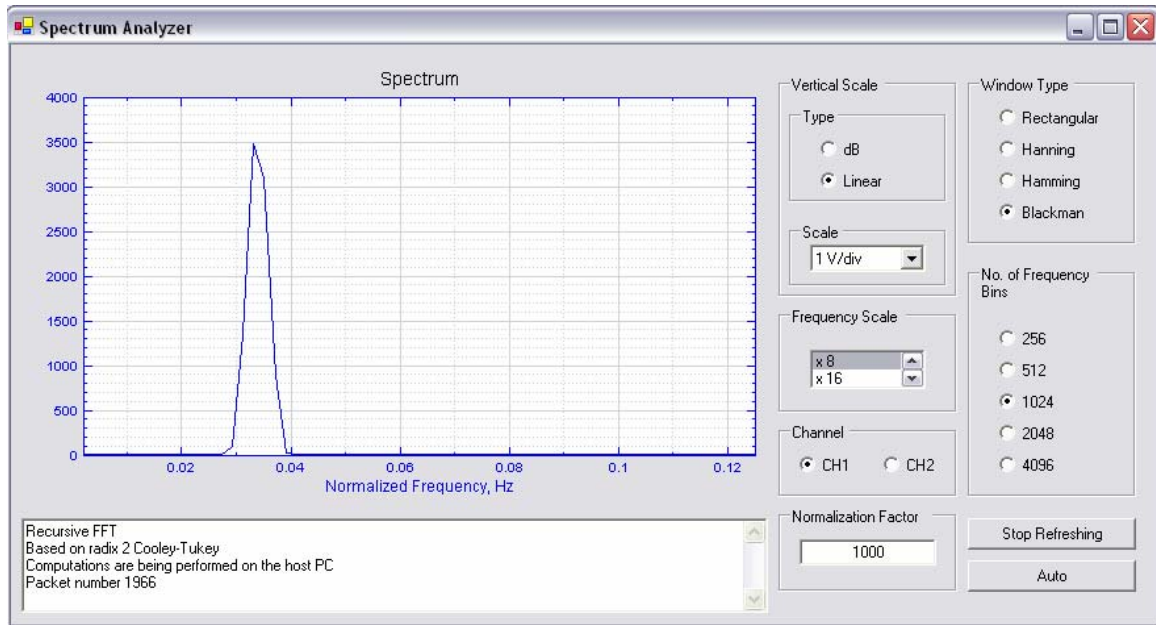 Spectrum Analyzer
Spectrum
4000
3500
3000
2500
2000
1500
1000
500
0
0.02
0.04
0.06
0.08
0.1
0.12
Normalized Frequency, Hz
Recursive FFT
Based on radix 2 Cooley-Tukey
Computations are being performed on the host PC
Packet number 1966
Vertical Scale
Type
dB
Linear
Scale
1 V/div
Frequency Scale
x 8
x 16
Channel
CH1
CH2
Normalization Factor
1000
Window Type
Rectangular
Hanning
Hamming
Blackman
No. of Frequency
Bins
256
512
1024
2048
4096
Stop Refreshing
Auto